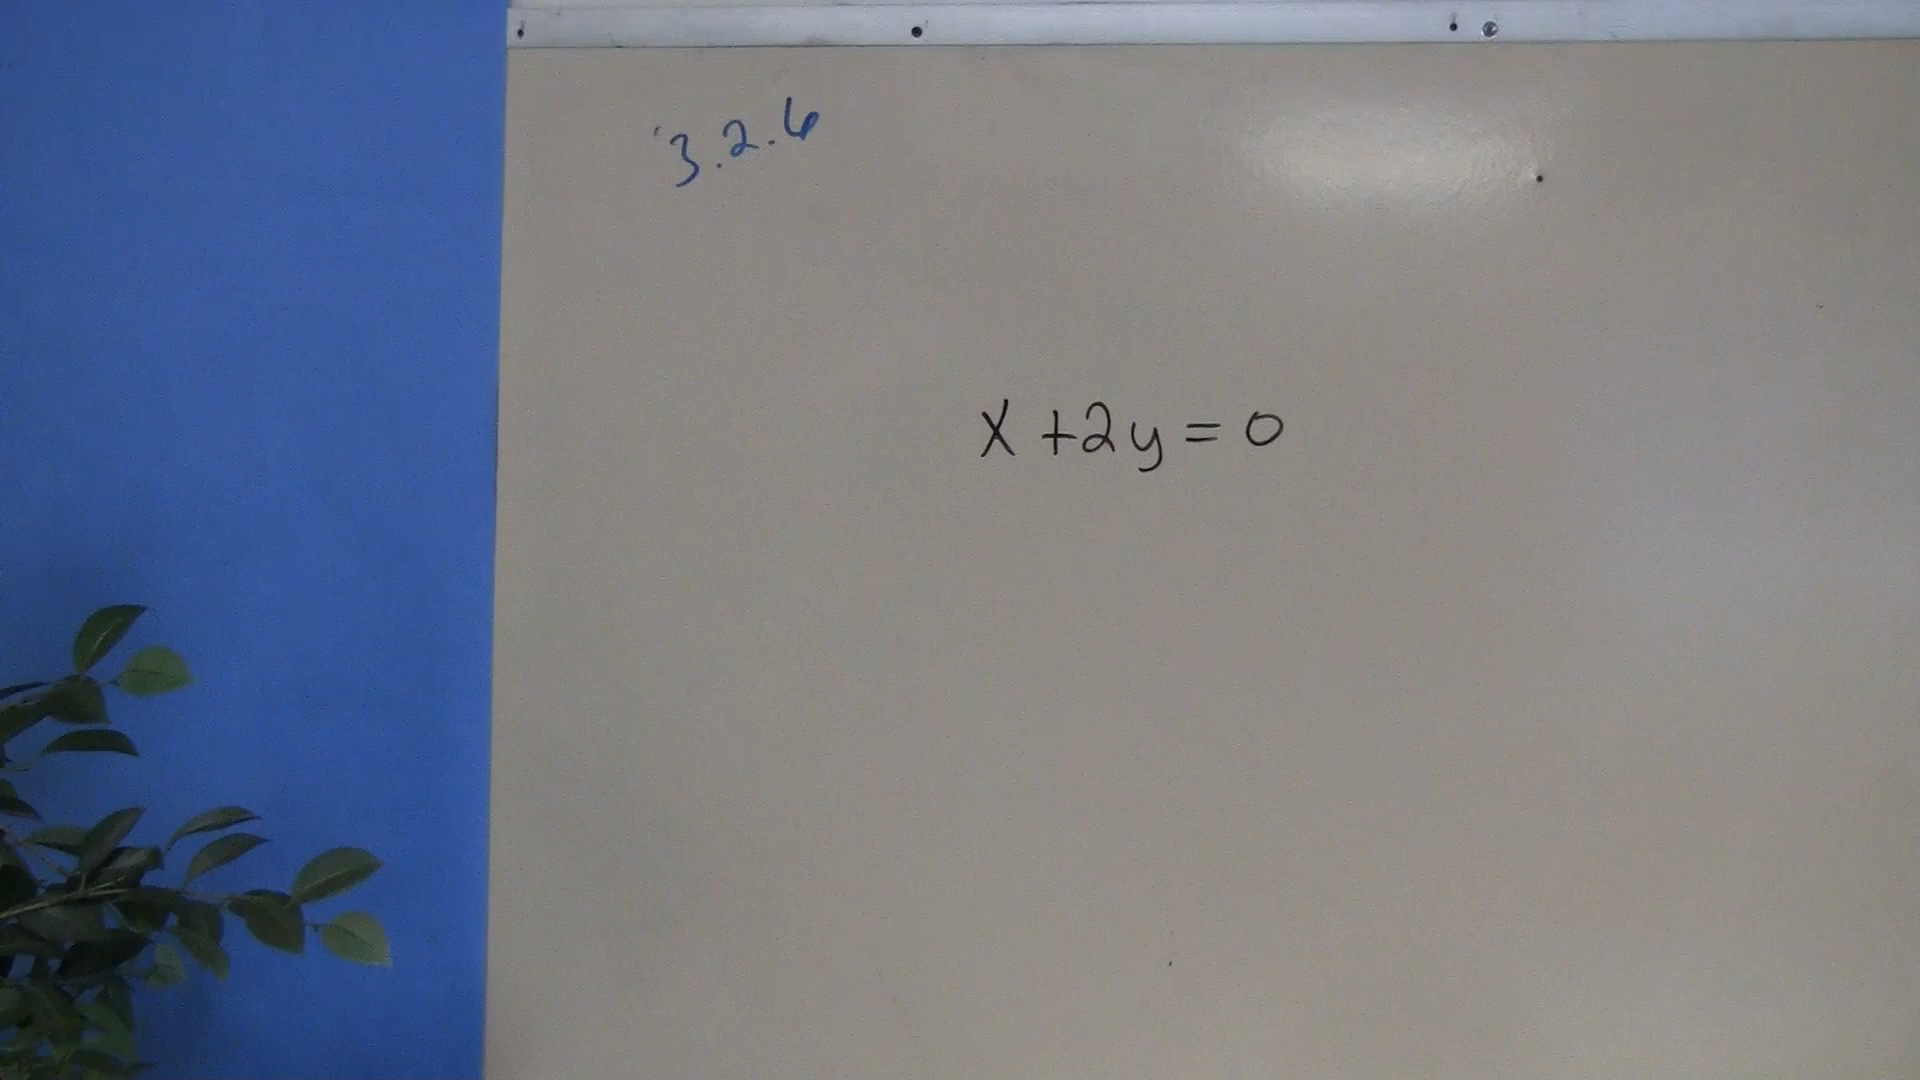 3.2.6
x + 2y = 0